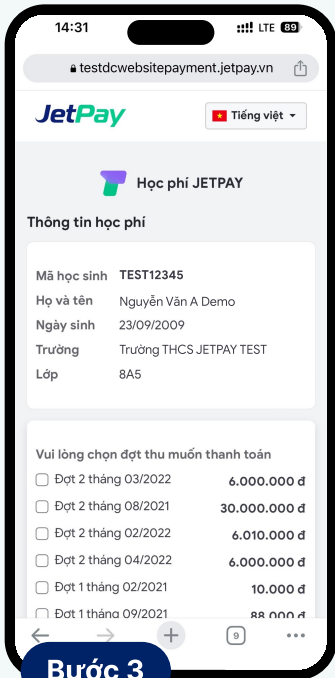 14:31 LTE 89
testdcwebsitepayment.jetpay.vn
JetPay Tiếng việt
Học phí JETPAY
Thông tin học phí
Mã học sinh TEST12345
Họ và tên Nguyễn Văn A Demo
Ngày sinh 23/09/2009
Trường Trường THCS JETPAY TEST
Lớp 8A5
Vui lòng chọn đợt thu muốn thanh toán
Đợt 2 tháng 03/2022 6.000.000 đ
Đợt 2 tháng 08/2021 30.000.000 đ
Đợt 2 tháng 02/2022 6.010.000 đ
Đợt 2 tháng 04/2022 6.000.000 đ
Đợt 1 tháng 02/2021 10.000 đ
Đợt 1 tháng 09/2021 88.000 đ
9
Bước 3